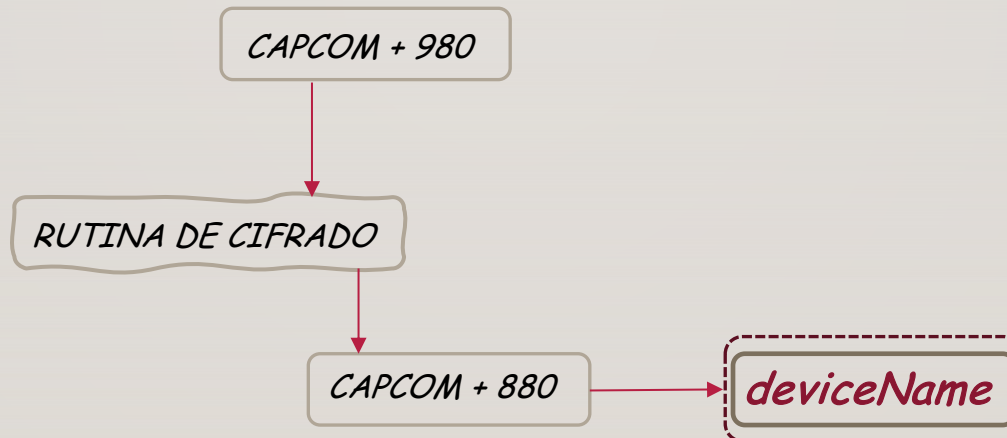 CAPCOM + 980
RUTINA DE CIFRADO
CAPCOM + 880
deviceName